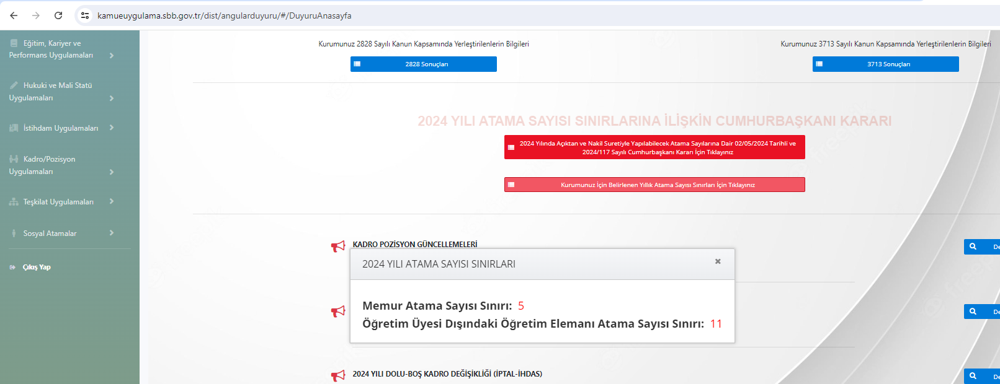 kamueuygulama.sbb.gov.tr/dist/angularduyuru/#/DuyuruAnasayfa
Eğitim, Kariyer ve
Performans Uygulamaları
Hukuki ve Mali Statü
Uygulamaları
İstihdam Uygulamaları
Kadro/Pozisyon
Uygulamaları
Teşkilat Uygulamaları
Sosyal Atamalar
Çıkış Yap
Kurumunuz 2828 Sayılı Kanun Kapsamında Yerleştirilenlerin Bilgileri
2828 Sonuçları
Kurumunuz 3713 Sayılı Kanun Kapsamında Yerleştirilenlerin Bilgileri
3713 Sonuçları
2024 YILI ATAMA SAYISI SINIRLARINA İLİŞKİN CUMHURBAŞKANI KARARI
2024 Yılında Açıktan ve Nakil Suretiyle Yapılabilecek Atama Sayılarına Dair 02/05/2024 Tarihli ve
2024/117 Sayılı Cumhurbaşkanı Kararı İçin Tıklayınız
Kurumunuz İçin Belirlenen Yıllık Atama Sayısı Sınırları İçin Tıklayınız
KADRO POZİSYON GÜNCELLEMELERİ
De
2024 YILI ATAMA SAYISI SINIRLARI
Memur Atama Sayısı Sınırı: 5
De
Öğretim Üyesi Dışındaki Öğretim Elemanı Atama Sayısı Sınırı: 11
2024 YILI DOLU-BOŞ KADRO DEĞİŞİKLİĞİ (İPTAL-İHDAS)
De